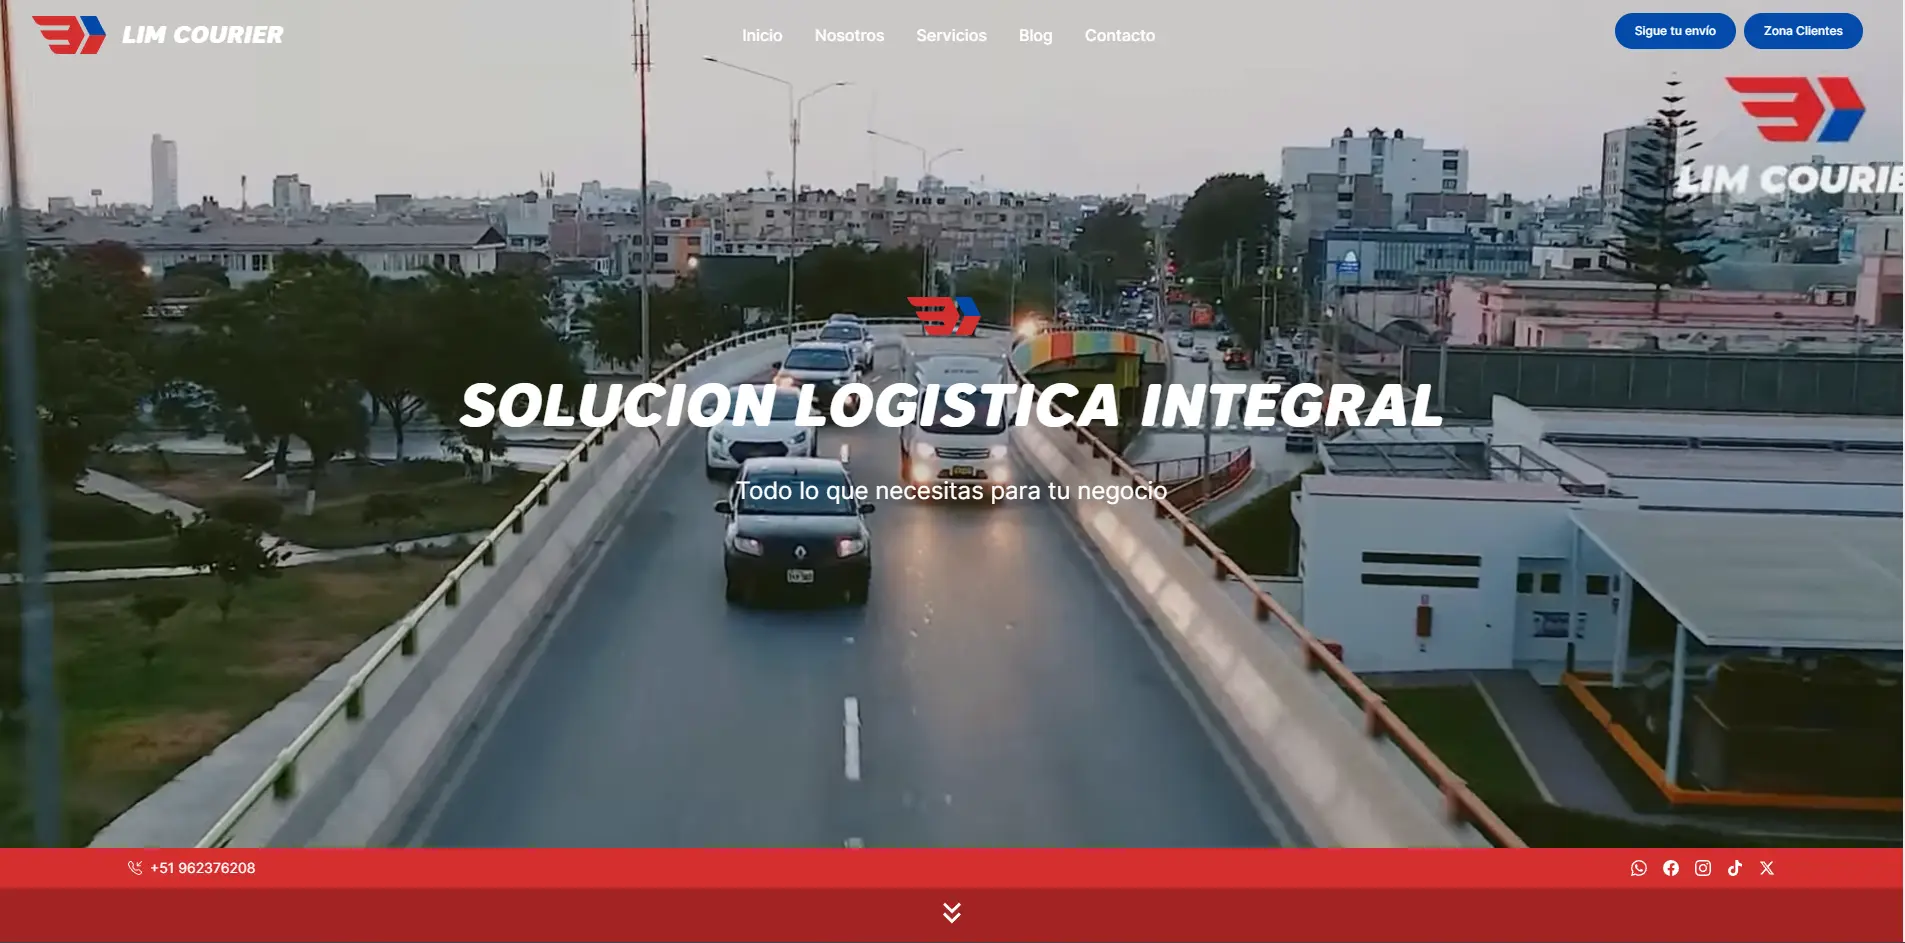 LIM COURIER
Inicio Nosotros Servicios Blog Contacto
Sigue tu envío Zona Clientes
LIM COURIE
SOLUCION LOGISTICA INTEGRAL
Todo lo que necesitas para tu negocio
+51 962376208